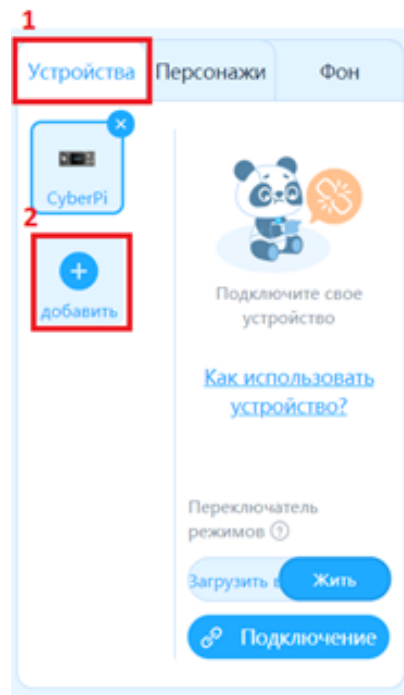 1
Устройства Персонажи Фон
CyberPi
2
добавить
Подключите свое
устройство
Как использовать
устройство?
Переключатель
режимов ?
Загрузить в Жить
Подключение